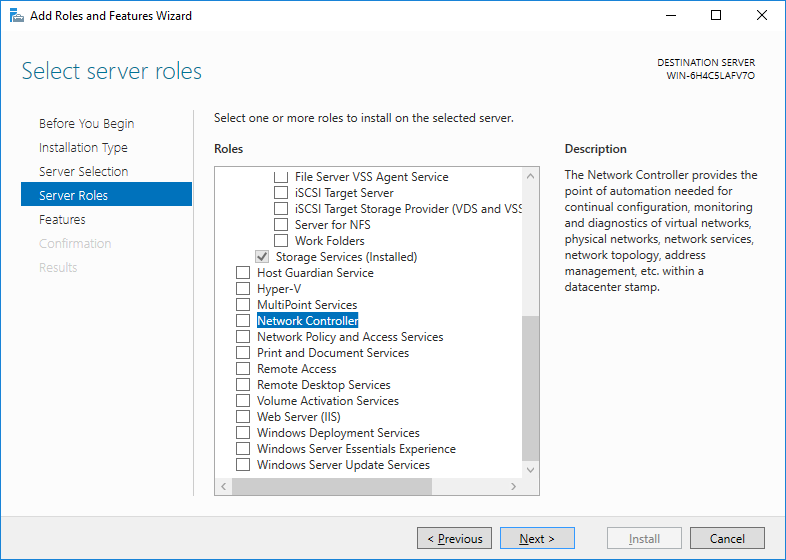 Add Roles and Features Wizard
Select server roles
DESTINATION SERVER
WIN-6H4C5LAFV7O
Before You Begin
Installation Type
Server Selection
Server Roles
Features
Confirmation
Results
Select one or more roles to install on the selected server.
Roles
File Server VSS Agent Service
iSCSI Target Server
iSCSI Target Storage Provider (VDS and VSS
Server for NFS
Work Folders
Storage Services (Installed)
Host Guardian Service
Hyper-V
MultiPoint Services
Network Controller
Network Policy and Access Services
Print and Document Services
Remote Access
Remote Desktop Services
Volume Activation Services
Web Server (IIS)
Windows Deployment Services
Windows Server Essentials Experience
Windows Server Update Services
Description
The Network Controller provides the
point of automation needed for
continual configuration, monitoring
and diagnostics of virtual networks,
physical networks, network services,
network topology, address
management, etc. within a
datacenter stamp.
< Previous
Next >
Install
Cancel